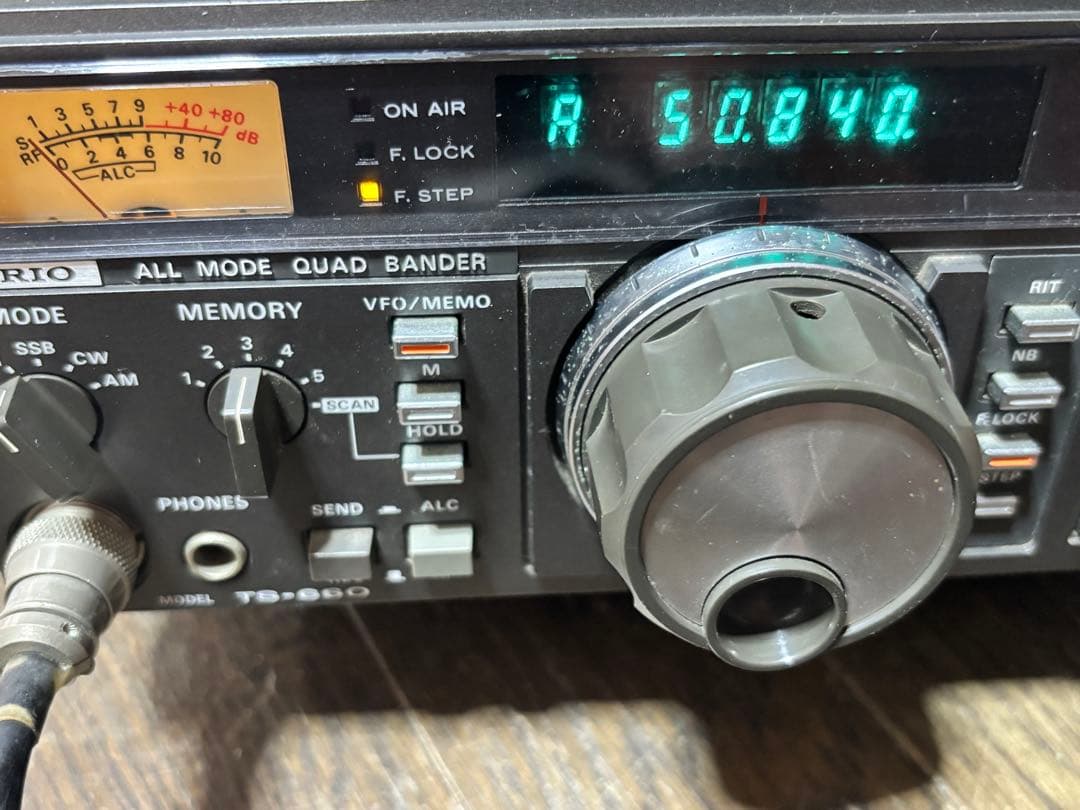 1 3 5 7 9 +40 +80
S
dB
RF
0 2 4 6 8 10
ALC
ON AIR
F. LOCK
F. STEP
A 50.840.
RIO
ALL MODE QUAD BANDER
MODE
SSB
CW
AM
MEMORY
1 2 3 4 5
SCAN
VFO/MEMO
M
HOLD
PHONES
SEND
ALC
MODEL TS-660
RIT
NB
F.LOCK
STEP